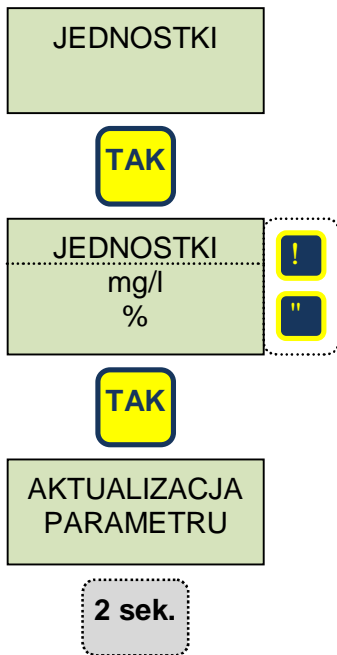 JEDNOSTKI
TAK
JEDNOSTKI
!
mg/l
%
"
TAK
AKTUALIZACJA
PARAMETRU
2 sek.